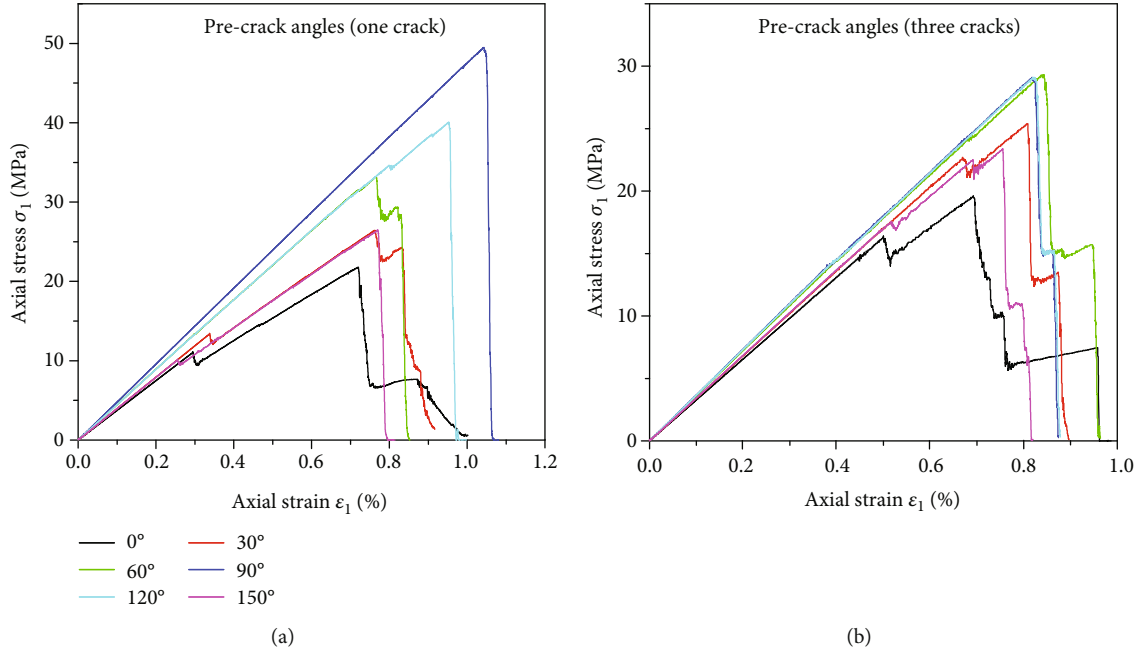 Pre-crack angles (one crack)
50
40
30
20
10
0
Axial stress σ₁ (MPa)
0.0 0.2 0.4 0.6 0.8 1.0 1.2
Axial strain ε₁ (%)
0° 30°
60° 90°
120° 150°
(a)
Pre-crack angles (three cracks)
30
20
10
0
Axial stress σ₁ (MPa)
0.0 0.2 0.4 0.6 0.8 1.0
Axial strain ε₁ (%)
(b)